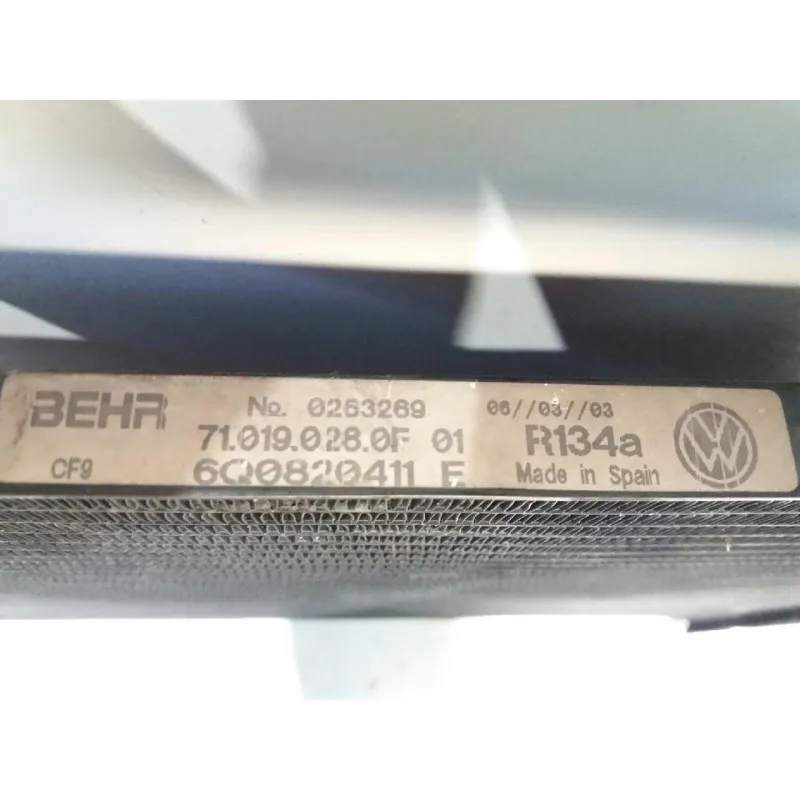 BEHR No. 0263269 06//03//03
71.019.028.0F 01 R134a
CF9 6Q0820411 E Made in Spain